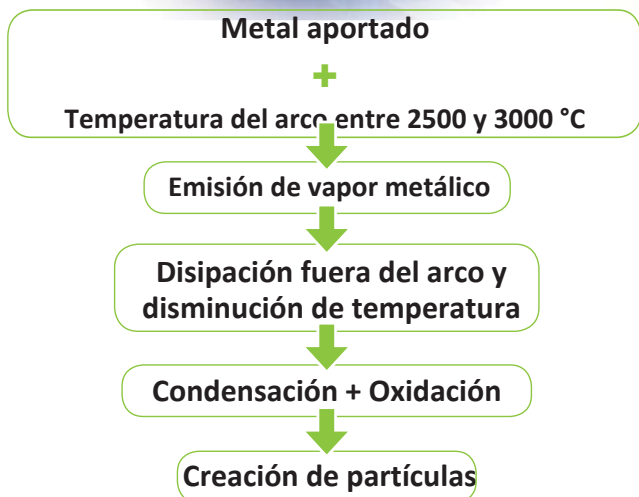 Metal aportado
+
Temperatura del arco entre 2500 y 3000 °C
Emisión de vapor metálico
Disipación fuera del arco y
disminución de temperatura
Condensación + Oxidación
Creación de partículas